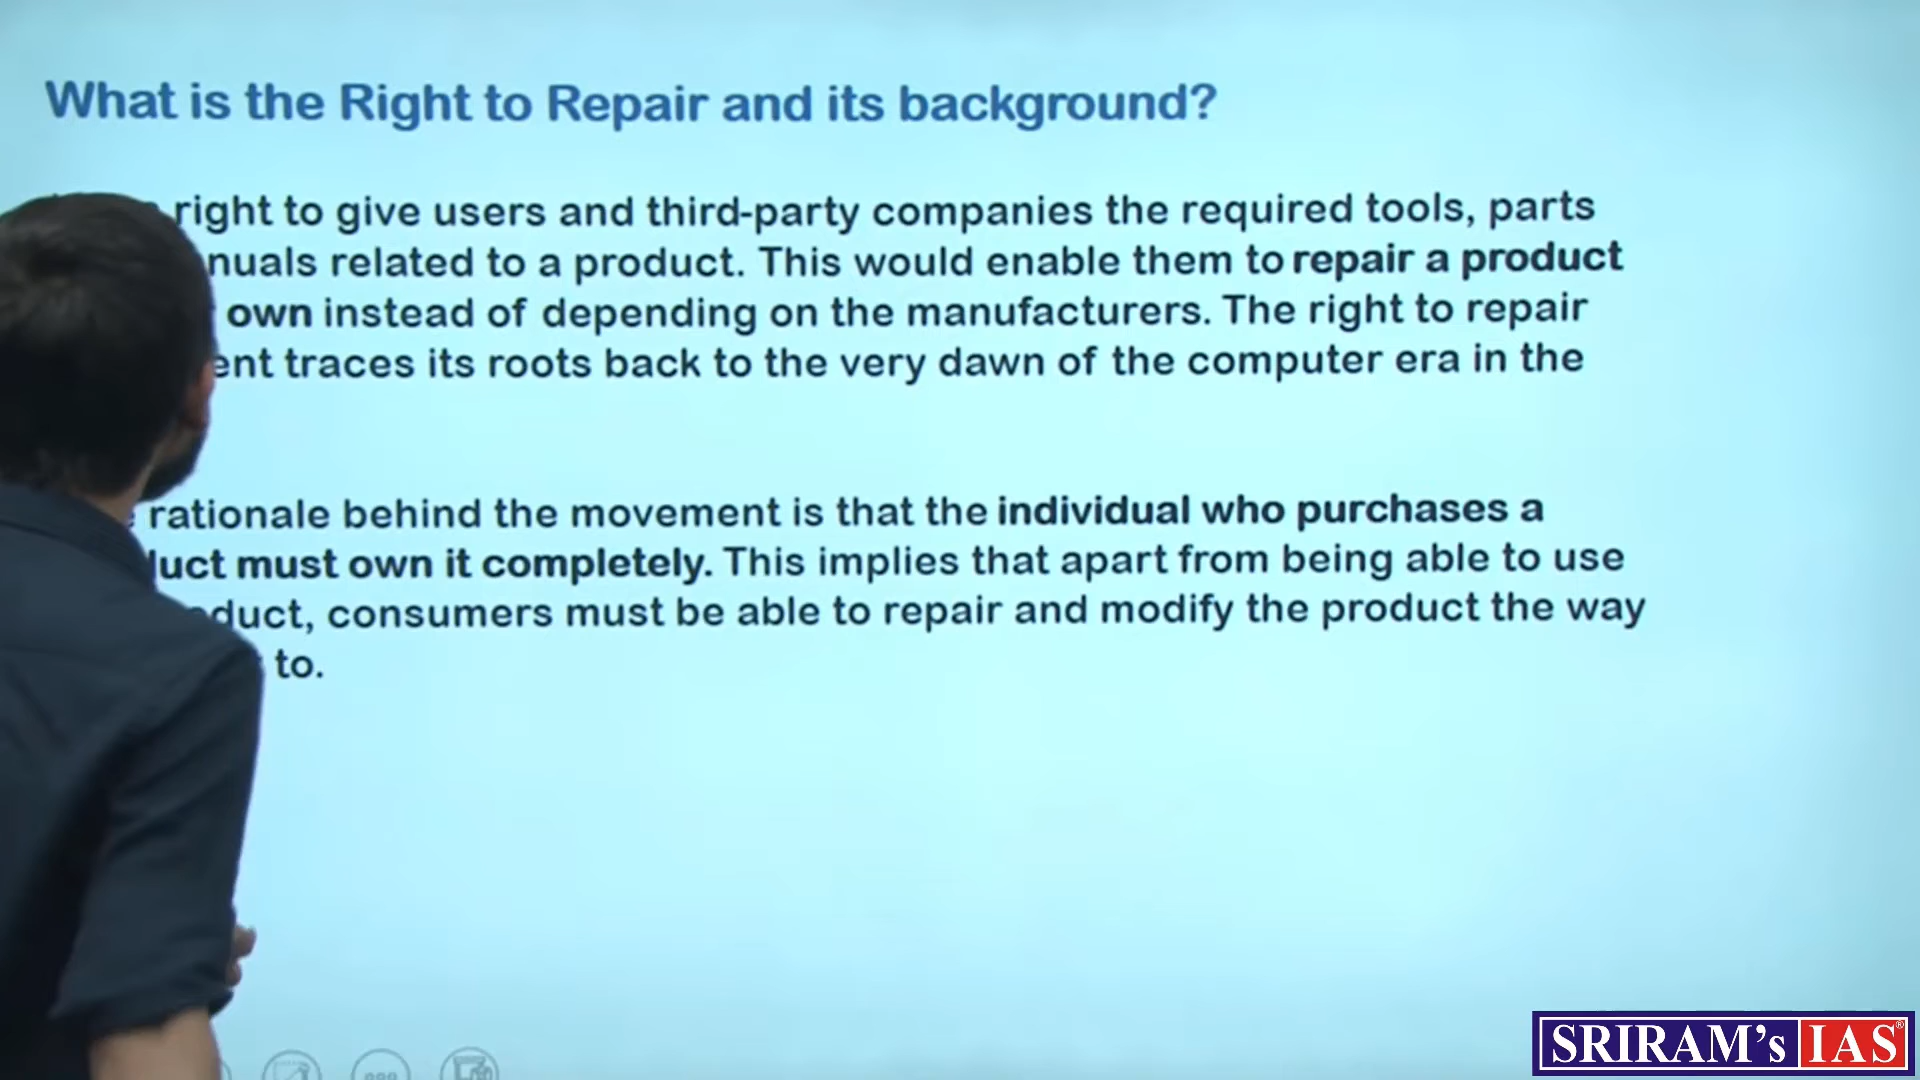 What is the Right to Repair and its background?
right to give users and third-party companies the required tools, parts
related to a product. This would enable them to repair a product
own instead of depending on the manufacturers. The right to repair
traces its roots back to the very dawn of the computer era in the
rationale behind the movement is that the individual who purchases a
must own it completely. This implies that apart from being able to use
consumers must be able to repair and modify the product the way
to.
SRIRAM's IAS®